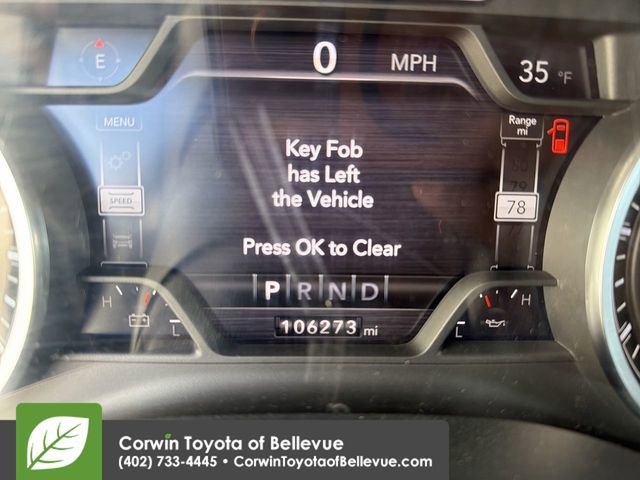 E
0 MPH
35 °F
MENU
Range
mi
Key Fob
has Left
the Vehicle
79
SPEED
78
Press OK to Clear
P R N D
H
H
L
106273 mi
L
Corwin Toyota of Bellevue
(402) 733-4445 • CorwinToyotaofBellevue.com